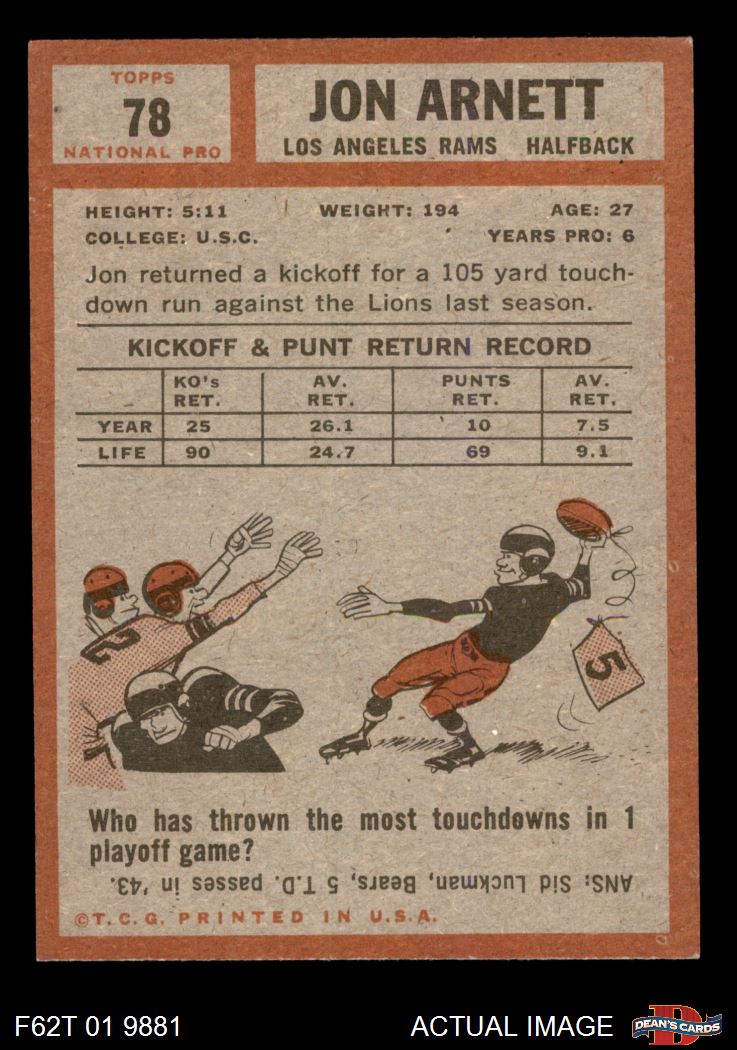 TOPPS
78
NATIONAL PRO
JON ARNETT
LOS ANGELES RAMS HALFBACK
HEIGHT: 5:11 WEIGHT: 194 AGE: 27
COLLEGE: U.S.C. YEARS PRO: 6
Jon returned a kickoff for a 105 yard touch-
down run against the Lions last season.
KICKOFF & PUNT RETURN RECORD
KO's AV. PUNTS AV.
RET. RET. RET. RET.
YEAR 25 26.1 10 7.5
LIFE 90 24.7 69 9.1
2
5
Who has thrown the most touchdowns in 1
playoff game?
ANS: Sid Luckman, Bears, 5 T.D. passes in '43.
©T.C.G. PRINTED IN U.S.A.
F62T 01 9881 ACTUAL IMAGE
DEAN'S CARDS